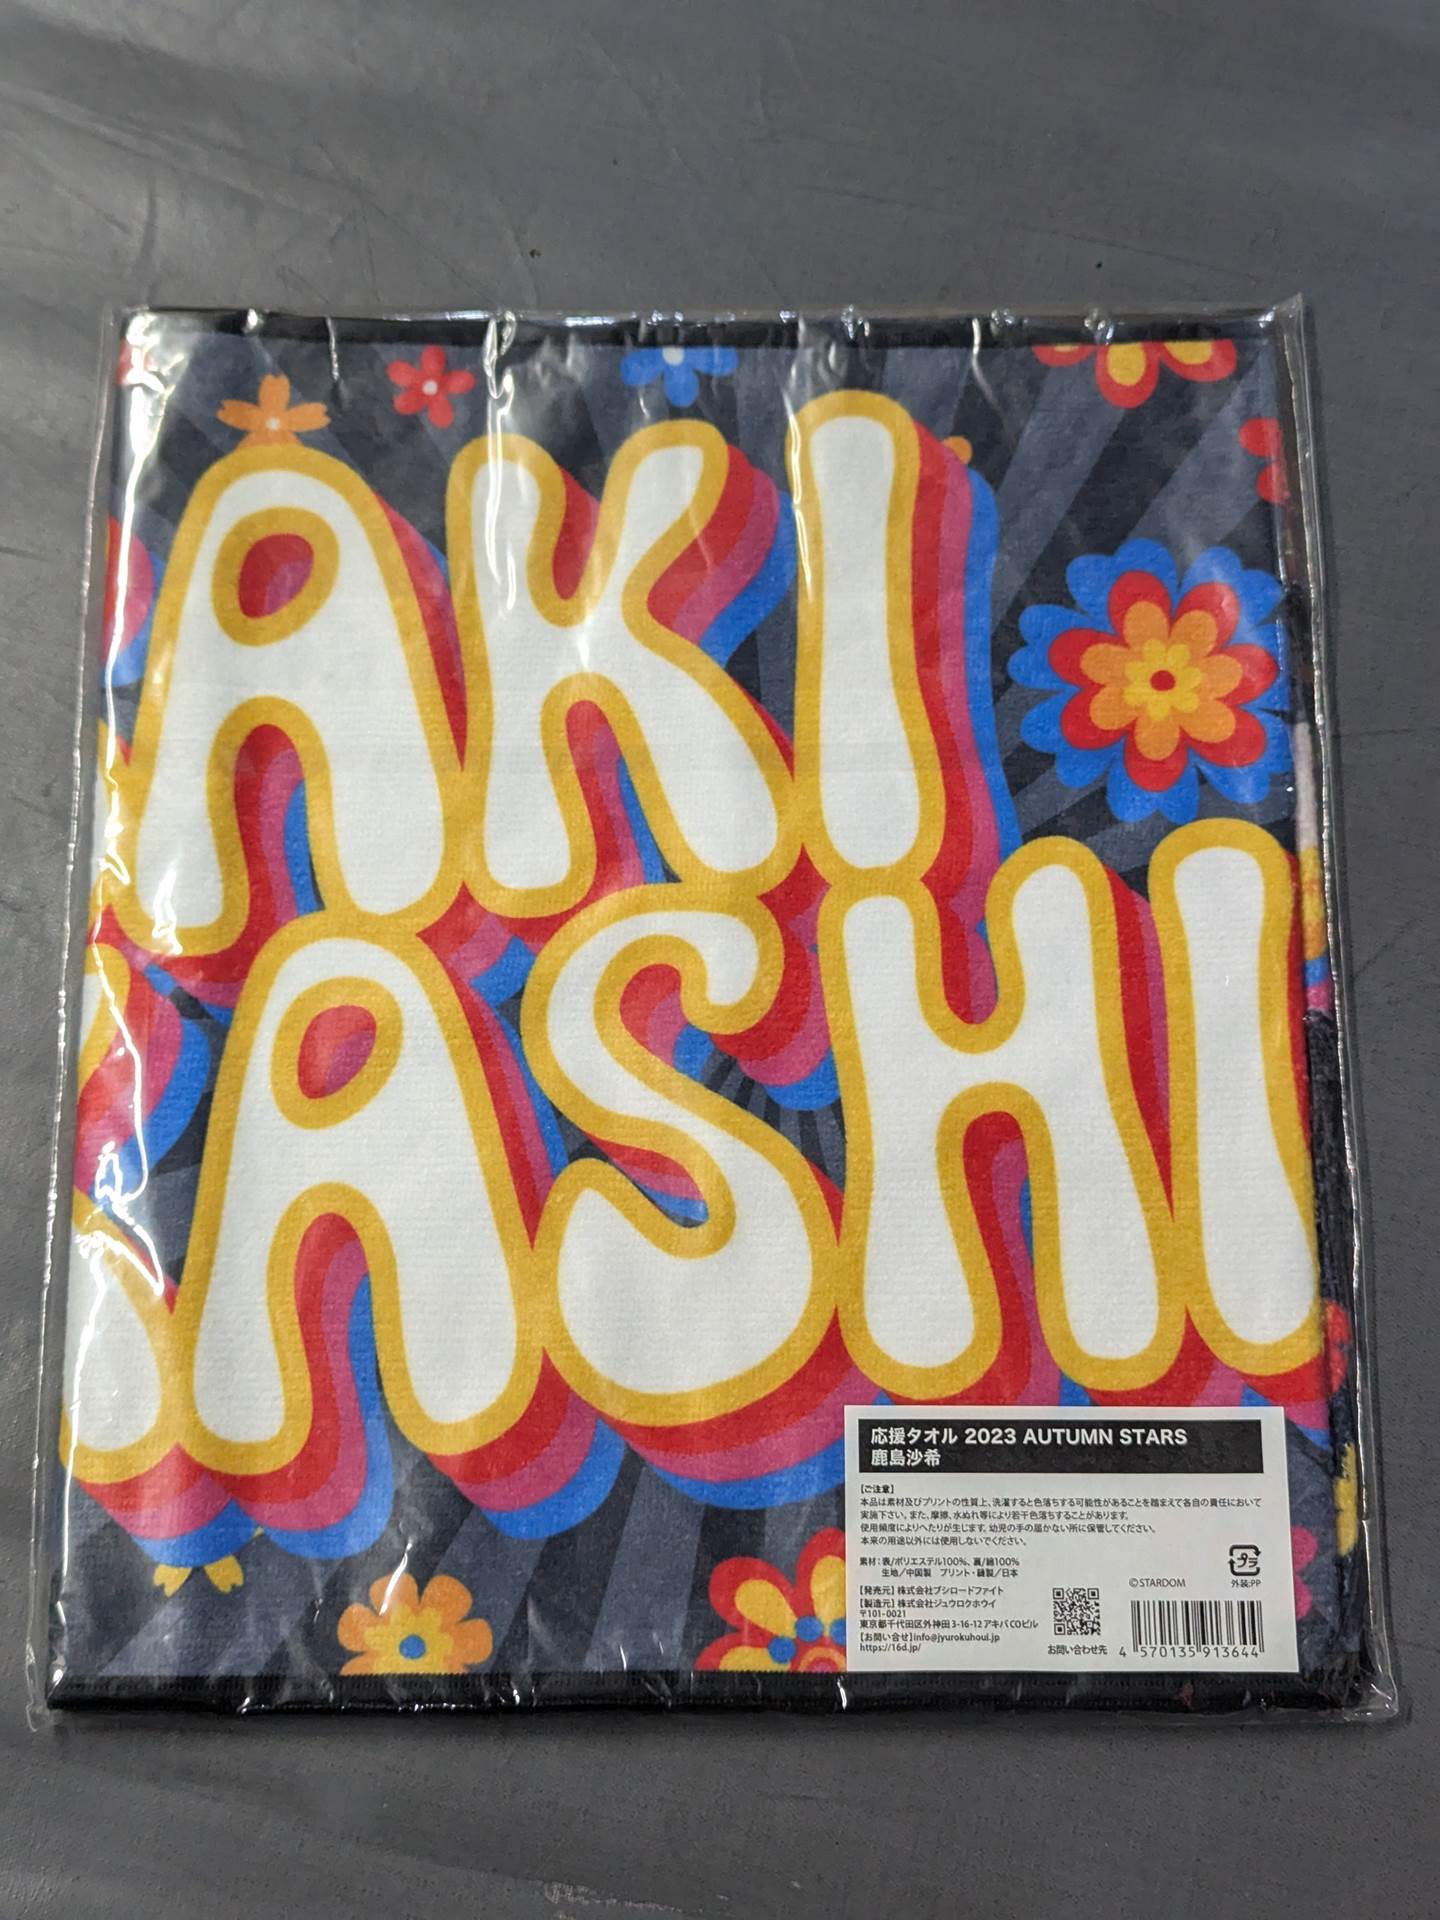 AKI
ASHI
応援タオル 2023 AUTUMN STARS
鹿島沙希
【ご注意】
本品は素材及びプリントの性質上、洗濯すると色落ちする可能性があることを踏まえて各自の責任において
実施下さい。また、摩擦、水ぬれ等により若干色落ちすることがあります。
使用頻度によりへたりが生じます。幼児の手の届かない所に保管してください。
本来の用途以外には使用しないでください。
素材：表/ポリエステル100%、裏/綿100%
生地/中国製　プリント・縫製/日本
【発売元】株式会社ブシロードファイト
【製造元】株式会社ジュウロクホウイ
〒101-0021
東京都千代田区外神田 3-16-12 アキバCOビル
【お問い合せ】info@jyurokuhoui.jp
https://16d.jp/
お問い合わせ先
©STARDOM
プラ
外装:PP
4 570135 913644